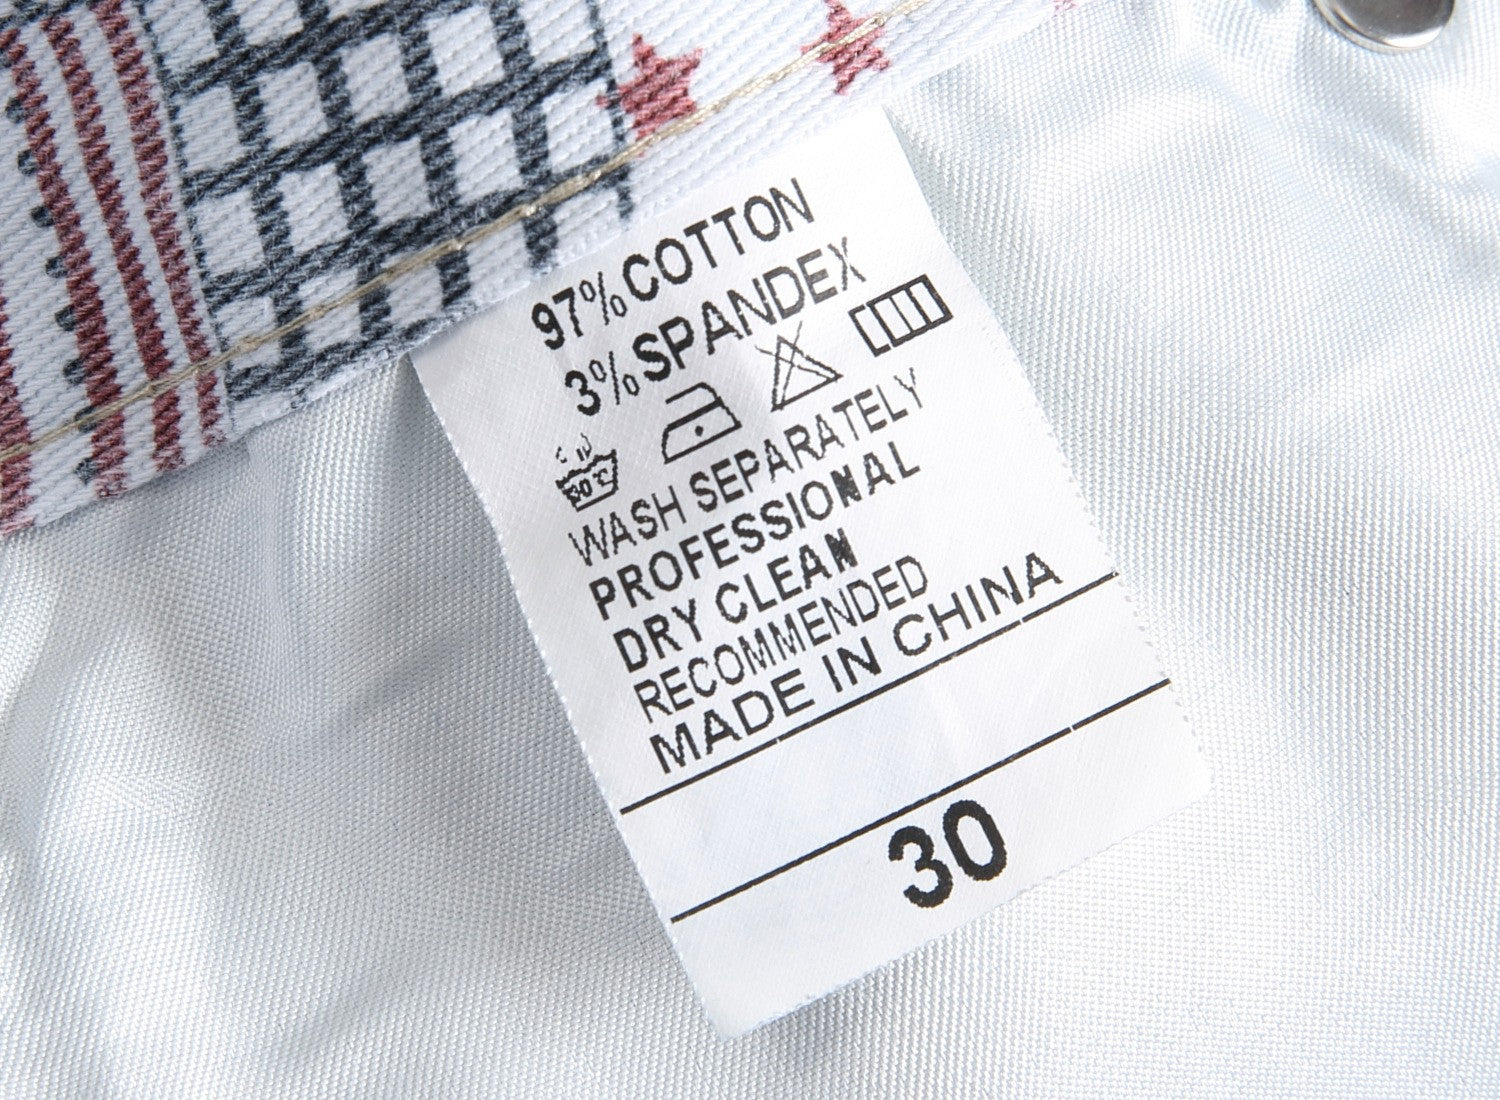 97% COTTON
3% SPANDEX
30°C
WASH SEPARATELY
PROFESSIONAL
DRY CLEAN
RECOMMENDED
MADE IN CHINA
30